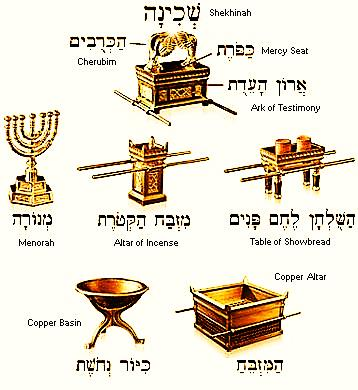 שְׁכִינָה Shekhinah
הַכְּרֻבִים
Cherubim
כַּפֹּרֶת Mercy Seat
אֲרוֹן הָעֵדֻת
Ark of Testimony
מְנוֹרָה
Menorah
מִזְבַּח הַקְּטֹרֶת
Altar of Incense
הַשֻּׁלְחָן לֶחֶם פָּנִים
Table of Showbread
Copper Basin
כִּיּוֹר נְחֹשֶׁת
Copper Altar
הַמִּזְבֵּחַ